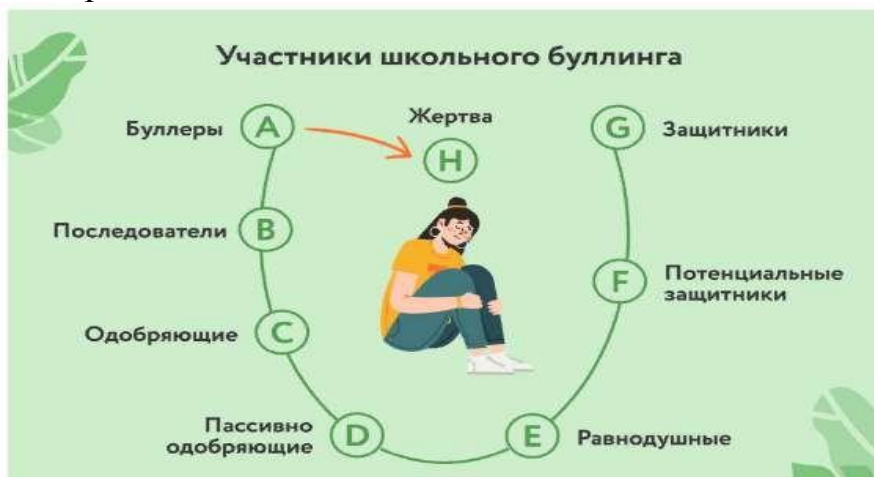 Участники школьного буллинга
Буллеры
A
Жертва
H
G
Защитники
Последователи
B
F
Потенциальные
защитники
Одобряющие
C
Пассивно
одобряющие
D
E
Равнодушные